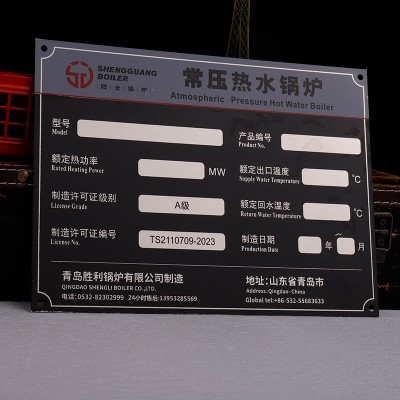 SHENGGUANG
BOILER
胜光锅炉
常压热水锅炉
Atmospheric Pressure Hot Water Boiler
型号
Model
产品编号
Product No.
额定热功率
Rated Heating Power
MW
额定出口温度
Supply Water Temperature
℃
制造许可证级别
License Grade
A级
额定回水温度
Return Water Temperature
℃
制造许可证编号
License No.
TS2110709-2023
制造日期
Production Date
年 月
青岛胜利锅炉有限公司制造
QINGDAO SHENGLI BOILER CO.,LTD.
电话:0532-82302999 24小时售后:13953285569
地址:山东省青岛市
Address:Qingdao-China
Global tel:+86-532-55683633